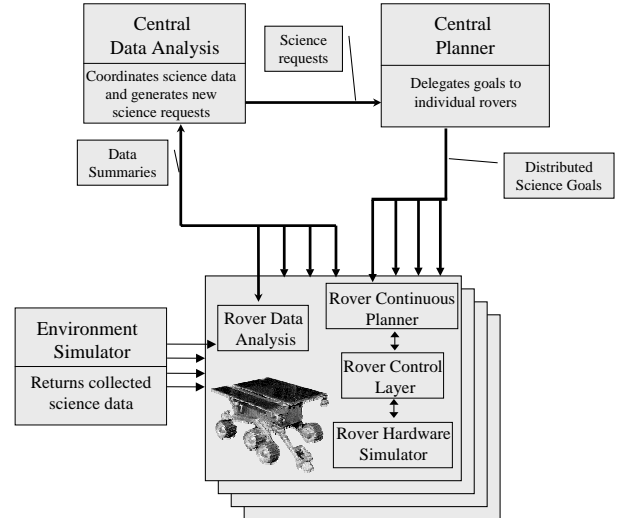 Central
Data Analysis
Coordinates science data
and generates new
science requests
Science
requests
Central
Planner
Delegates goals to
individual rovers
Data
Summaries
Distributed
Science Goals
Environment
Simulator
Returns collected
science data
Rover Data
Analysis
Rover Continuous
Planner
Rover Control
Layer
Rover Hardware
Simulator